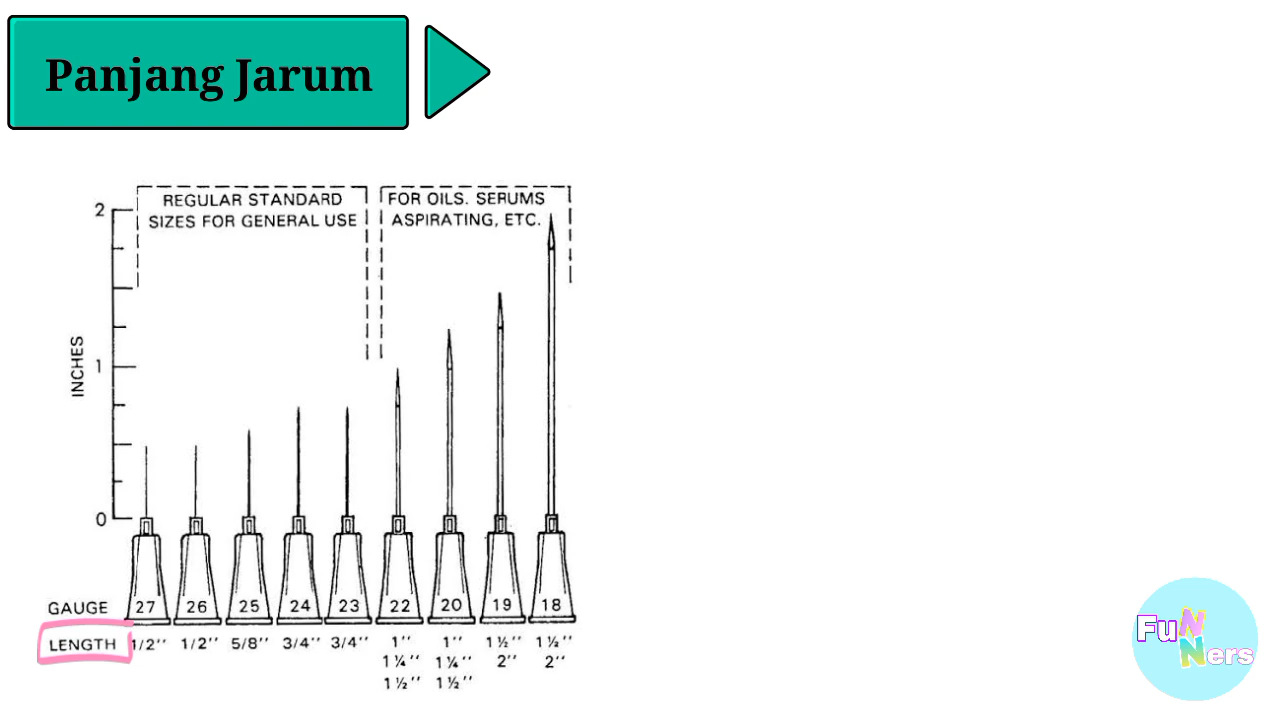 Panjang Jarum
REGULAR STANDARD
SIZES FOR GENERAL USE
FOR OILS. SERUMS
ASPIRATING, ETC.
2
1
0
INCHES
GAUGE 27 26 25 24 23 22 20 19 18
LENGTH 1/2’’ 1/2’’ 5/8’’ 3/4’’ 3/4’’ 1’’ 1’’ 1½’’ 1½’’
1¼’’ 1¼’’ 2’’ 2’’
1½’’ 1½’’
FuNNers